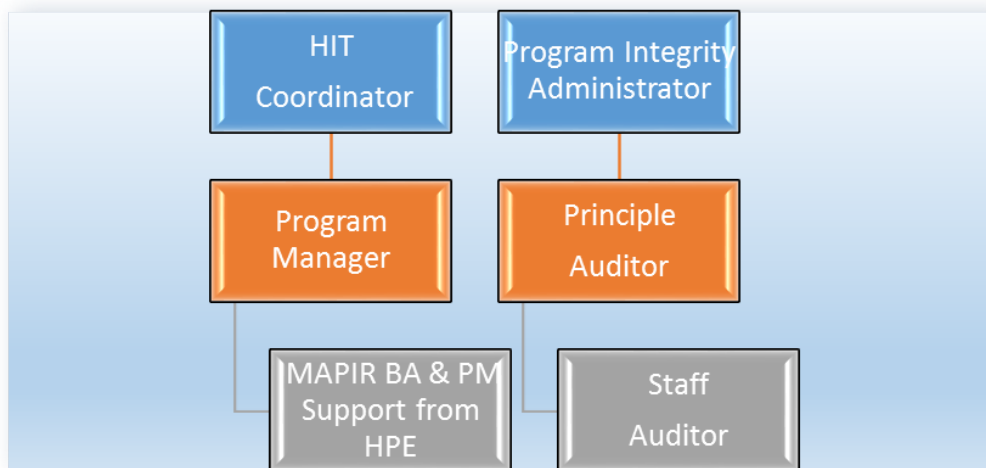 HIT
Coordinator
Program Integrity
Administrator
Program
Manager
Principle
Auditor
MAPIR BA & PM
Support from
HPE
Staff
Auditor